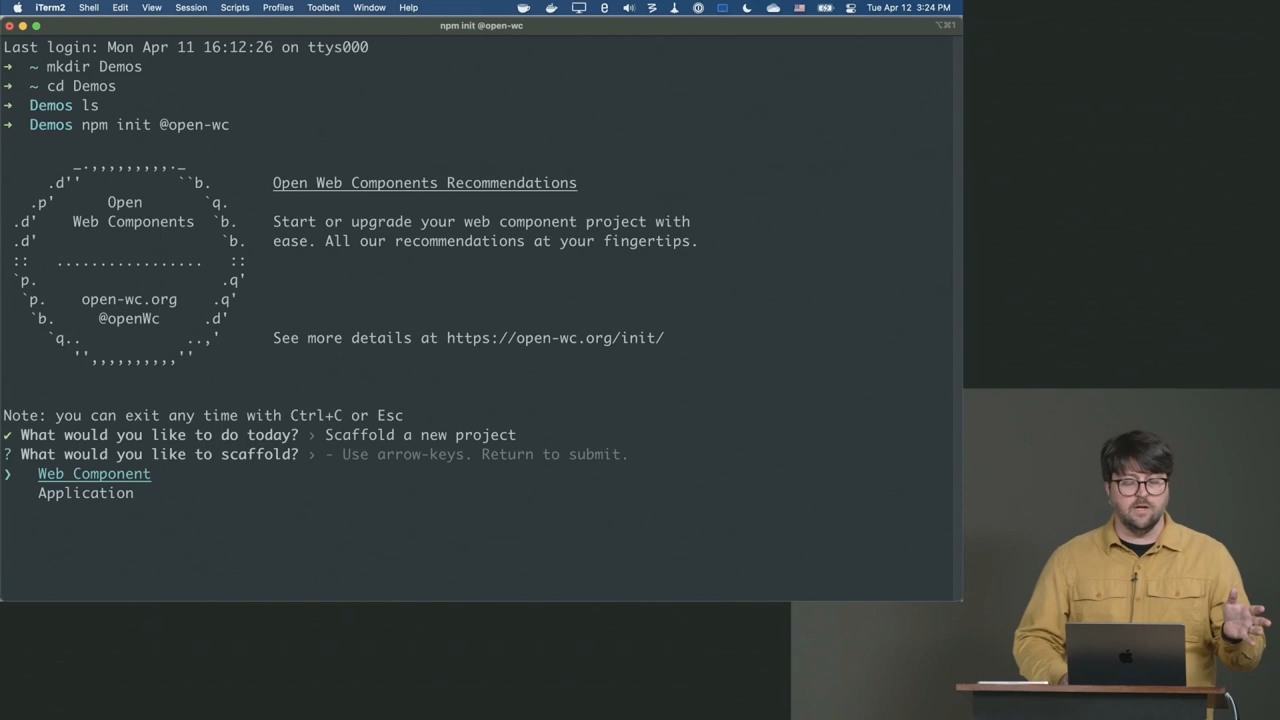 iTerm2 Shell Edit View Session Scripts Profiles Toolbelt Window Help Tue Apr 12 3:24 PM
npm init @open-wc ⌥⌘1
Last login: Mon Apr 11 16:12:26 on ttys000
➜ ~ mkdir Demos
➜ ~ cd Demos
➜ Demos ls
➜ Demos npm init @open-wc
_.,,,,,,,,,._
.d'' ``b. Open Web Components Recommendations
.p' Open `q.
.d' Web Components `b. Start or upgrade your web component project with
.d' `b. ease. All our recommendations at your fingertips.
:: ................. ::
`p. .q'
`p. open-wc.org .q'
`b. @openWc .d'
`q.. ..,' See more details at https://open-wc.org/init/
'',,,,,,,,,,''
Note: you can exit any time with Ctrl+C or Esc
✔ What would you like to do today? › Scaffold a new project
? What would you like to scaffold? › - Use arrow-keys. Return to submit.
❯ Web Component
Application